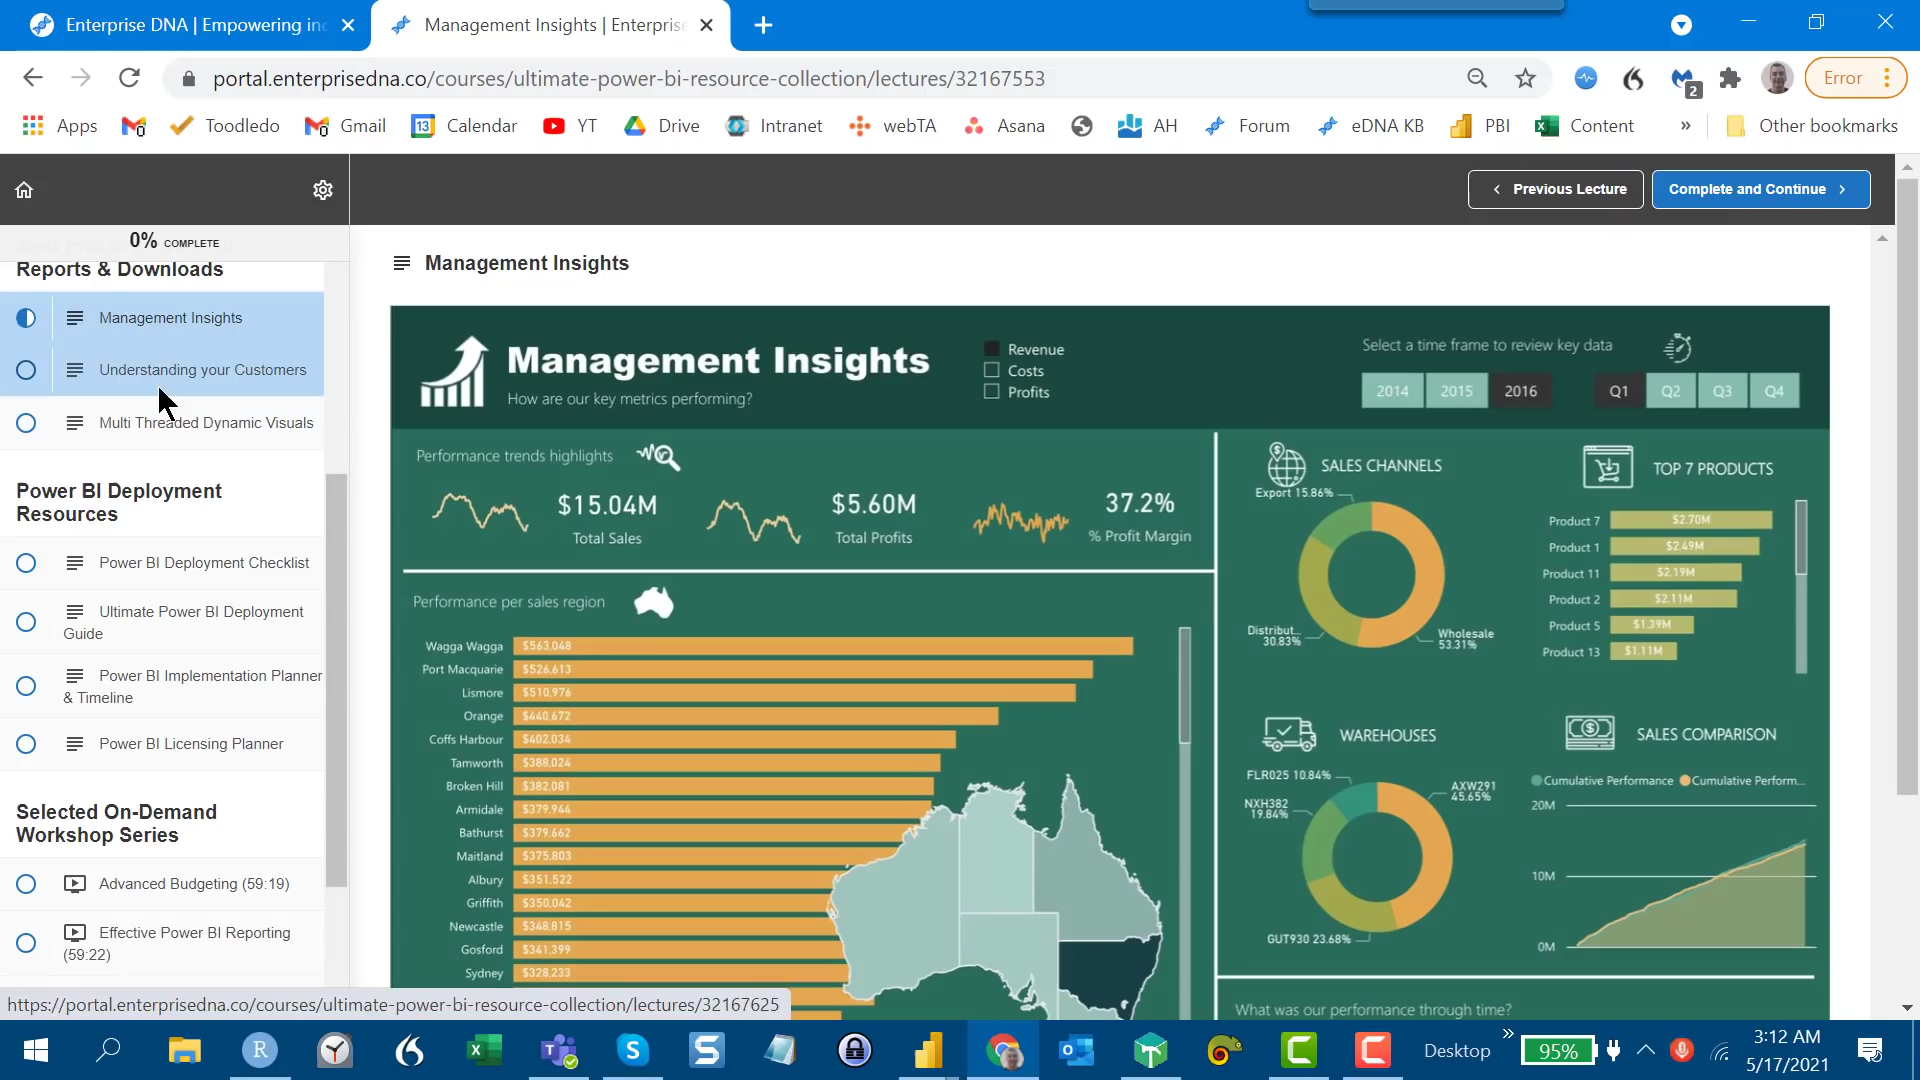 Enterprise DNA | Empowering in
Management Insights | Enterprise
portal.enterprisedna.co/courses/ultimate-power-bi-resource-collection/lectures/32167553
2
Error
Apps
0
Toodledo
0
Gmail
13
Calendar
YT
Drive
Intranet
webTA
Asana
AH
Forum
eDNA KB
PBI
Content
»
Other bookmarks
Previous Lecture
Complete and Continue
0% COMPLETE
Reports & Downloads
Management Insights
Understanding your Customers
Multi Threaded Dynamic Visuals
Power BI Deployment
Resources
Power BI Deployment Checklist
Ultimate Power BI Deployment
Guide
Power BI Implementation Planner
& Timeline
Power BI Licensing Planner
Selected On-Demand
Workshop Series
Advanced Budgeting (59:19)
Effective Power BI Reporting
(59:22)
Management Insights
Management Insights
How are our key metrics performing?
Revenue
Costs
Profits
Select a time frame to review key data
2014 2015 2016 Q1 Q2 Q3 Q4
Performance trends highlights
$15.04M
Total Sales
$5.60M
Total Profits
37.2%
% Profit Margin
Performance per sales region
Wagga Wagga $563,048
Port Macquarie $526,613
Lismore $510,976
Orange $440,672
Coffs Harbour $402,034
Tamworth $388,024
Broken Hill $382,081
Armidale $379,944
Bathurst $379,662
Maitland $375,803
Albury $351,522
Griffith $350,042
Newcastle $348,815
Gosford $341,399
Sydney $328,233
SALES CHANNELS
Export 15.86%
Distribut...
30.83%
Wholesale
53.31%
TOP 7 PRODUCTS
Product 7 $2.70M
Product 1 $2.49M
Product 11 $2.19M
Product 2 $2.11M
Product 5 $1.39M
Product 13 $1.11M
WAREHOUSES
FLR025 10.84%
NXH382
19.84%
AXW291
45.65%
GUT930 23.68%
SALES COMPARISON
Cumulative Performance Cumulative Perform...
20M
10M
0M
What was our performance through time?
https://portal.enterprisedna.co/courses/ultimate-power-bi-resource-collection/lectures/32167625
Desktop
»
95%
3:12 AM
5/17/2021